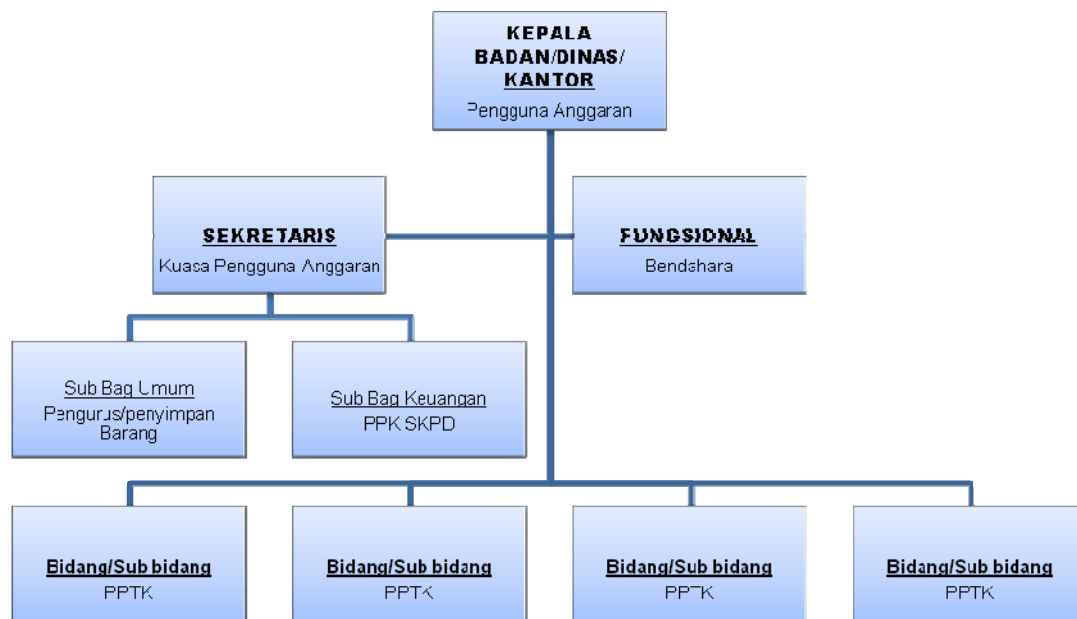 KEPALA
BADAN/DINAS/
KANTOR
Pengguna Anggaran
SEKRETARIS
Kuasa Pengguna Anggaran
FUNGSIONAL
Bendahara
Sub Bag Umum
Pengurus/penyimpan
Barang
Sub Bag Keuangan
PPK SKPD
Bidang/Sub bidang
PPTK
Bidang/Sub bidang
PPTK
Bidang/Sub bidang
PPTK
Bidang/Sub bidang
PPTK